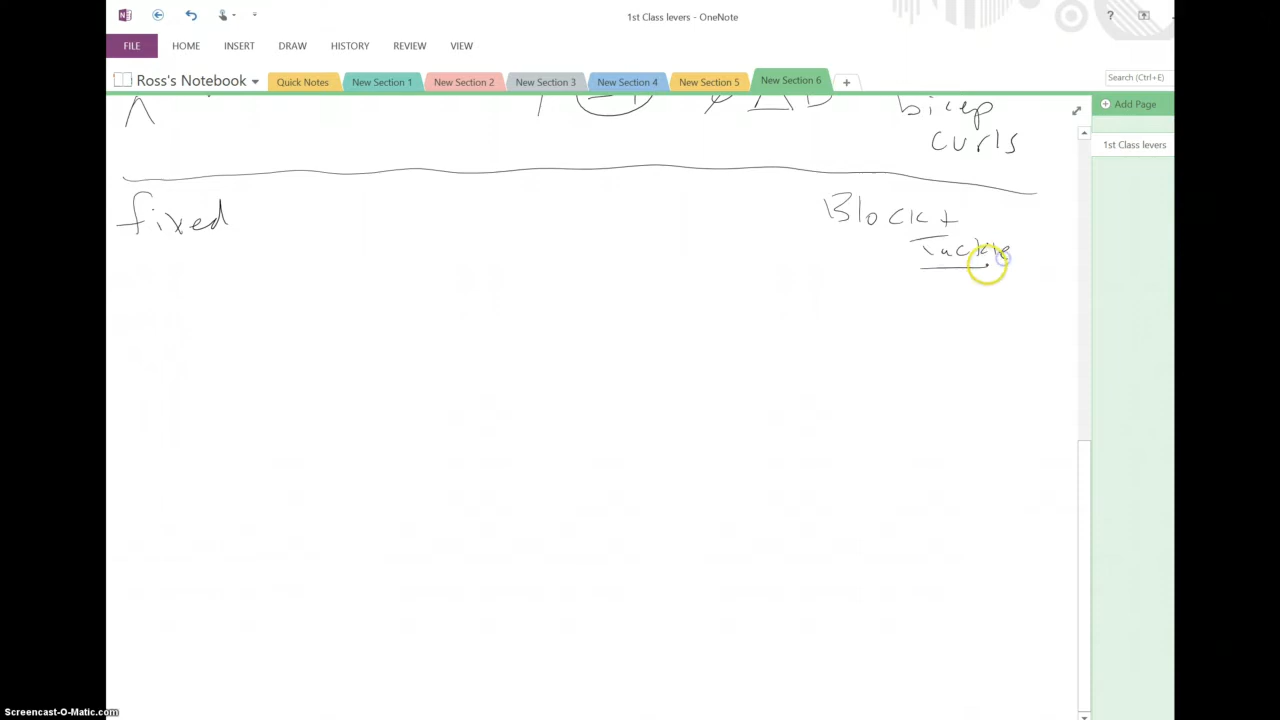 1st Class levers - OneNote
?
FILE HOME INSERT DRAW HISTORY REVIEW VIEW
Ross's Notebook Quick Notes New Section 1 New Section 2 New Section 3 New Section 4 New Section 5 New Section 6 + Search (Ctrl+E)
Add Page
bicep
curls
1st Class levers
fixed
Block +
Tackle
Screencast-O-Matic.com